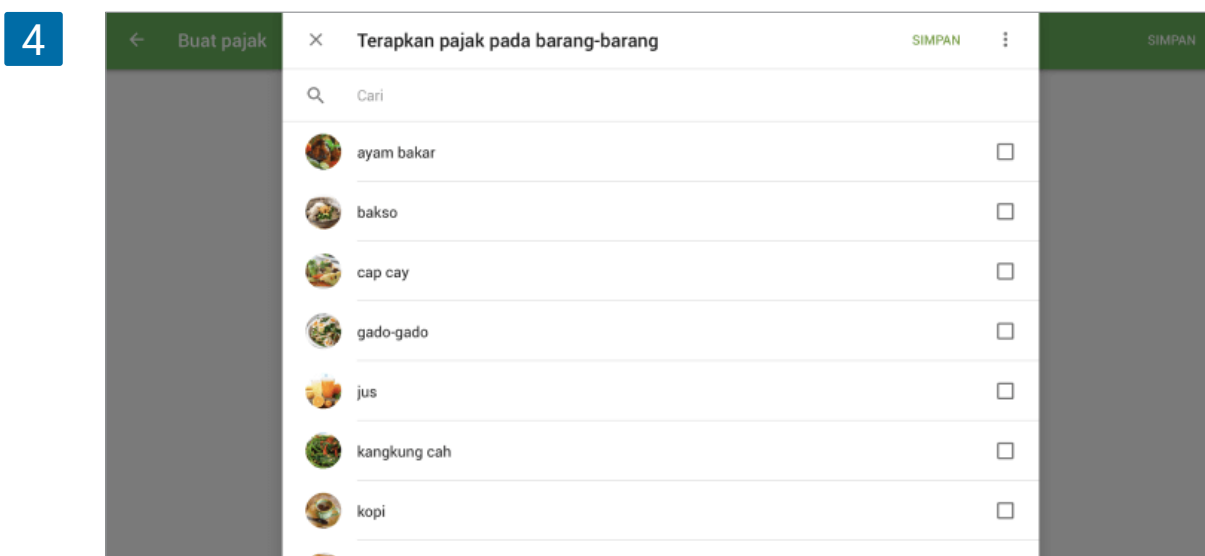 4
Buat pajak
Terapkan pajak pada barang-barang
SIMPAN
SIMPAN
Cari
ayam bakar
bakso
cap cay
gado-gado
jus
kangkung cah
kopi